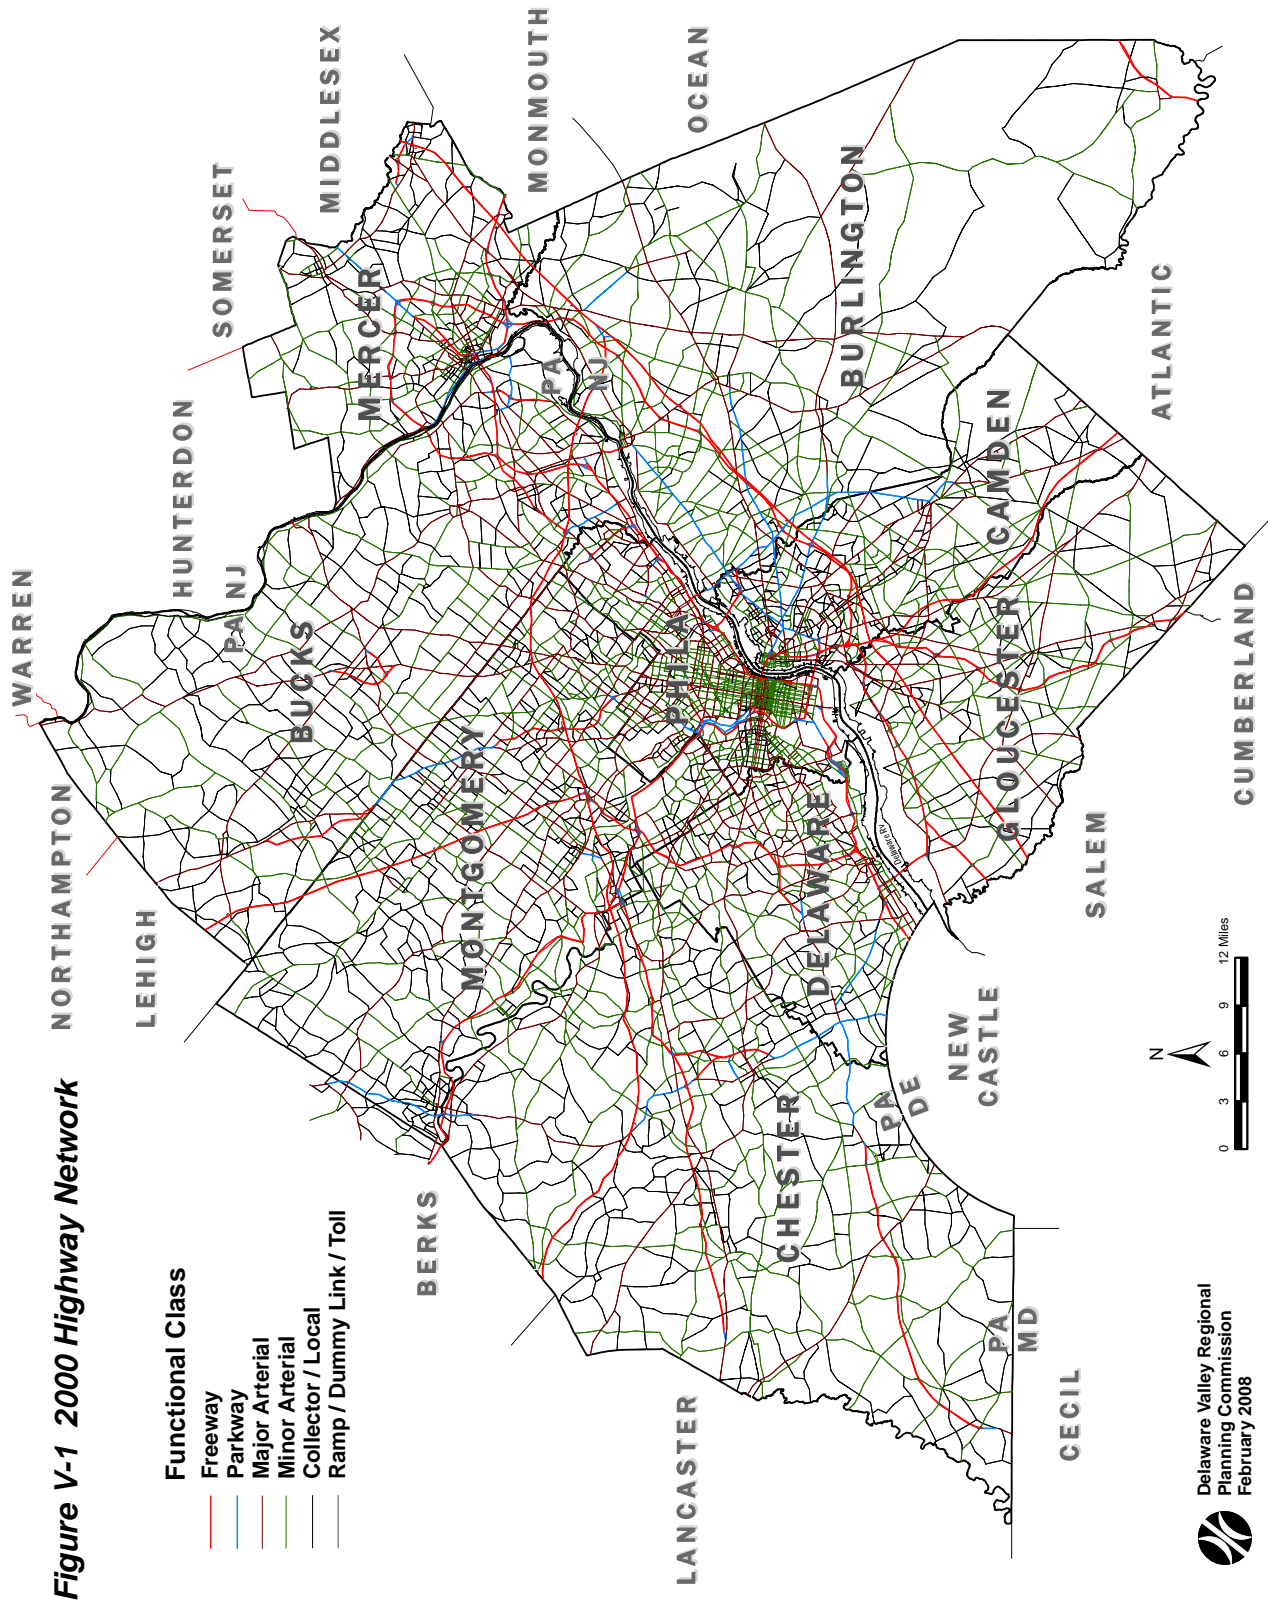 Figure V-1  2000 Highway Network
Functional Class
Freeway
Parkway
Major Arterial
Minor Arterial
Collector / Local
Ramp / Dummy Link / Toll
WARREN
NORTHAMPTON
LEHIGH
HUNTERDON
SOMERSET
MIDDLESEX
MONMOUTH
OCEAN
PA
NJ
BUCKS
MERCER
MONTGOMERY
BERKS
PHILA
PA
NJ
BURLINGTON
CAMDEN
ATLANTIC
GLOUCESTER
CUMBERLAND
SALEM
DELAWARE
Delaware Rv.
CHESTER
NEW
CASTLE
PA
DE
LANCASTER
PA
MD
CECIL
N
0 3 6 9 12 Miles
Delaware Valley Regional
Planning Commission
February 2008